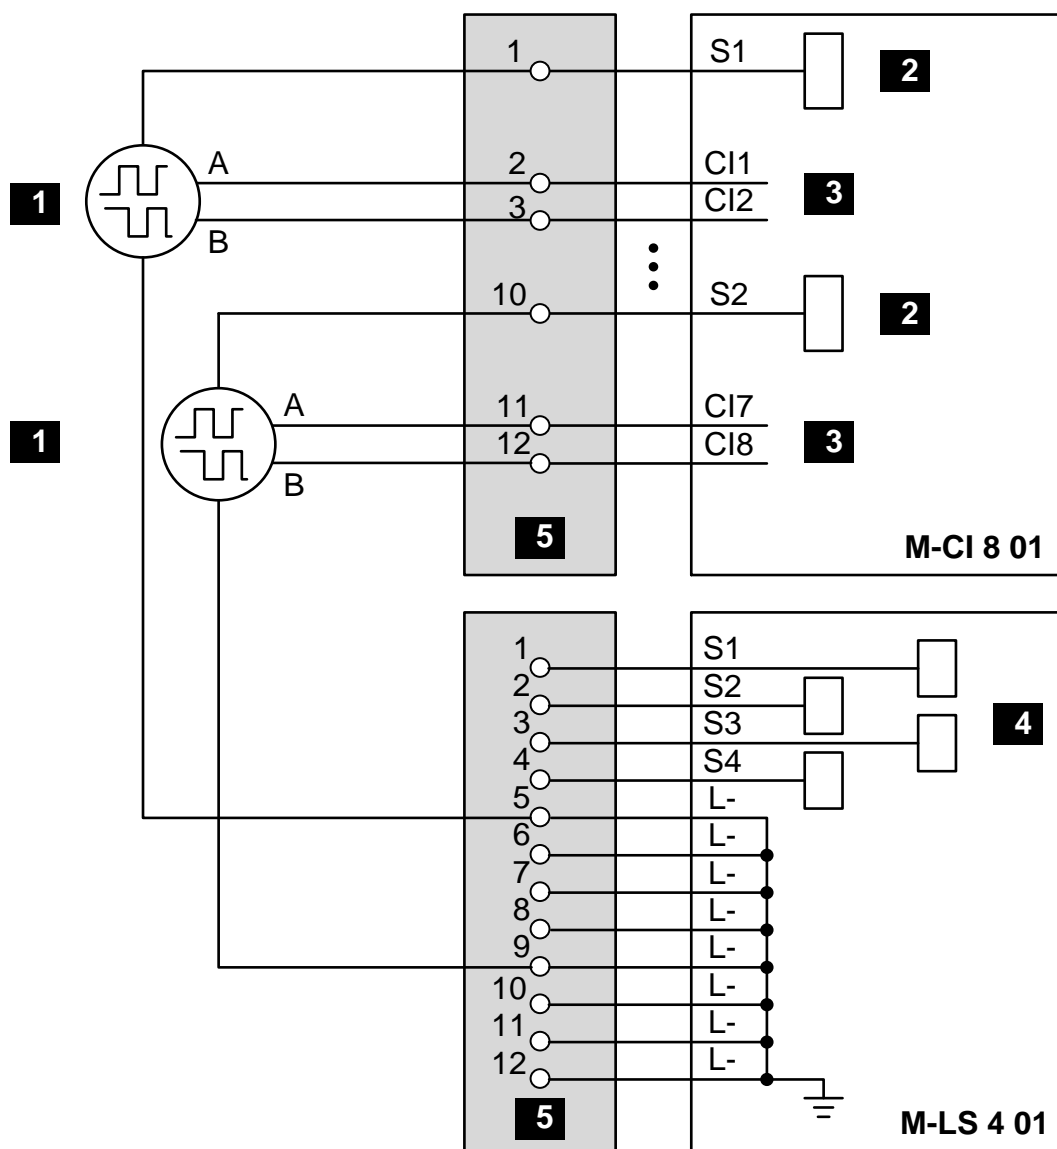 1 S1 2
A 2 CI1
1 3 CI2 3
B
10 S2 2
A 11 CI7
1 12 CI8 3
B
5
M-CI 8 01
1 S1
2 S2
3 S3 4
4 S4
5 L-
6 L-
7 L-
8 L-
9 L-
10 L-
11 L-
12 L-
5 M-LS 4 01